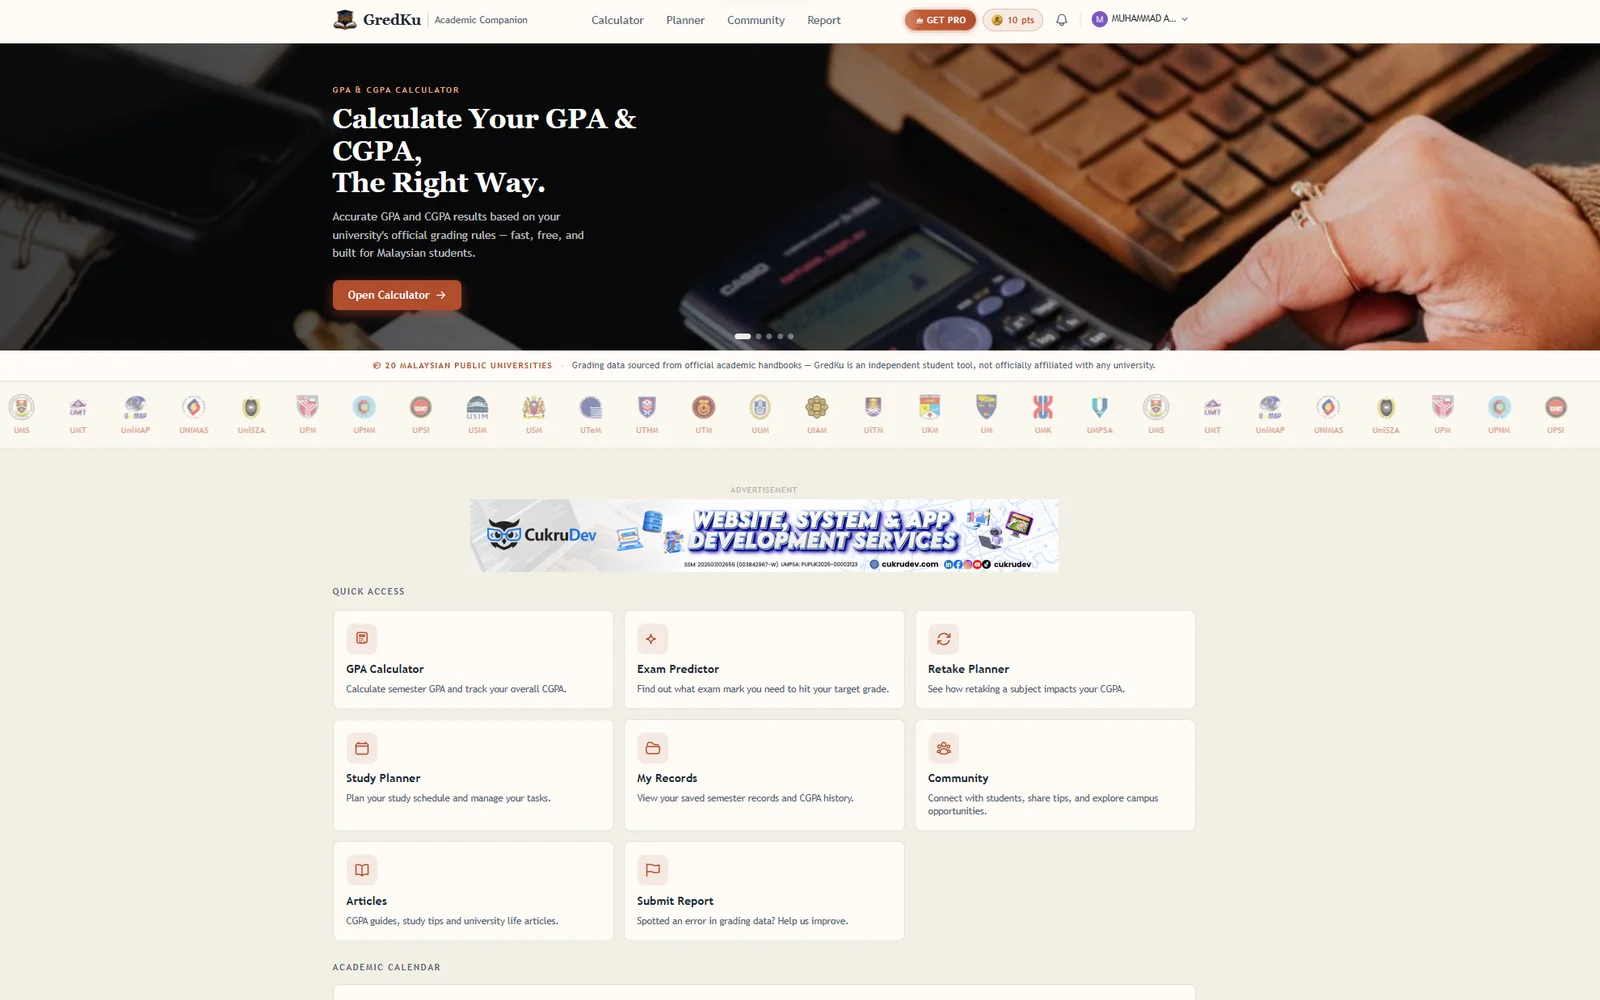 GredKu Academic Companion Calculator Planner Community Report GET PRO 10 pts M MUHAMMAD A...
GPA & CGPA CALCULATOR
Calculate Your GPA &
CGPA,
The Right Way.
Accurate GPA and CGPA results based on your
university's official grading rules — fast, free, and
built for Malaysian students.
Open Calculator →
CASIO
20 MALAYSIAN PUBLIC UNIVERSITIES · Grading data sourced from official academic handbooks — GredKu is an independent student tool, not officially affiliated with any university.
UMS UMT UniMAP UNIMAS UniSZA UPM UPNM UPSI USIM USM UTeM UTHM UTM UUM UIAM UiTM UKM UM UMK UMPSA UMS UMT UniMAP UNIMAS UniSZA UPM UPNM UPSI
ADVERTISEMENT
CukruDev
WEBSITE, SYSTEM & APP
DEVELOPMENT SERVICES
SSM: 202603102656 (003842967-W) UMPSA: PUPUK2026-00002123 cukrudev.com cukrudev
QUICK ACCESS
GPA Calculator
Calculate semester GPA and track your overall CGPA.
Exam Predictor
Find out what exam mark you need to hit your target grade.
Retake Planner
See how retaking a subject impacts your CGPA.
Study Planner
Plan your study schedule and manage your tasks.
My Records
View your saved semester records and CGPA history.
Community
Connect with students, share tips, and explore campus
opportunities.
Articles
CGPA guides, study tips and university life articles.
Submit Report
Spotted an error in grading data? Help us improve.
ACADEMIC CALENDAR